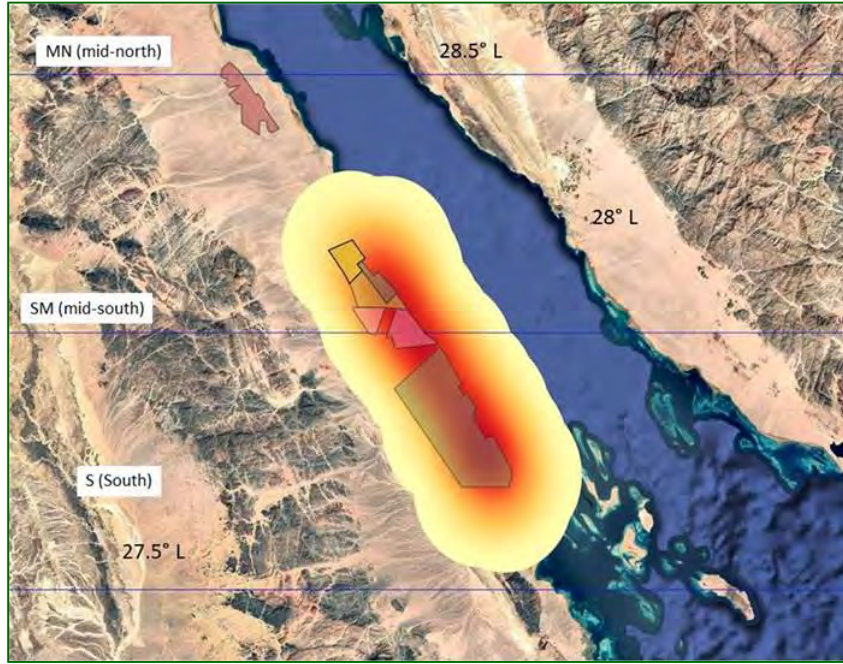 MN (mid-north)
28.5° L
28° L
SM (mid-south)
S (South)
27.5° L